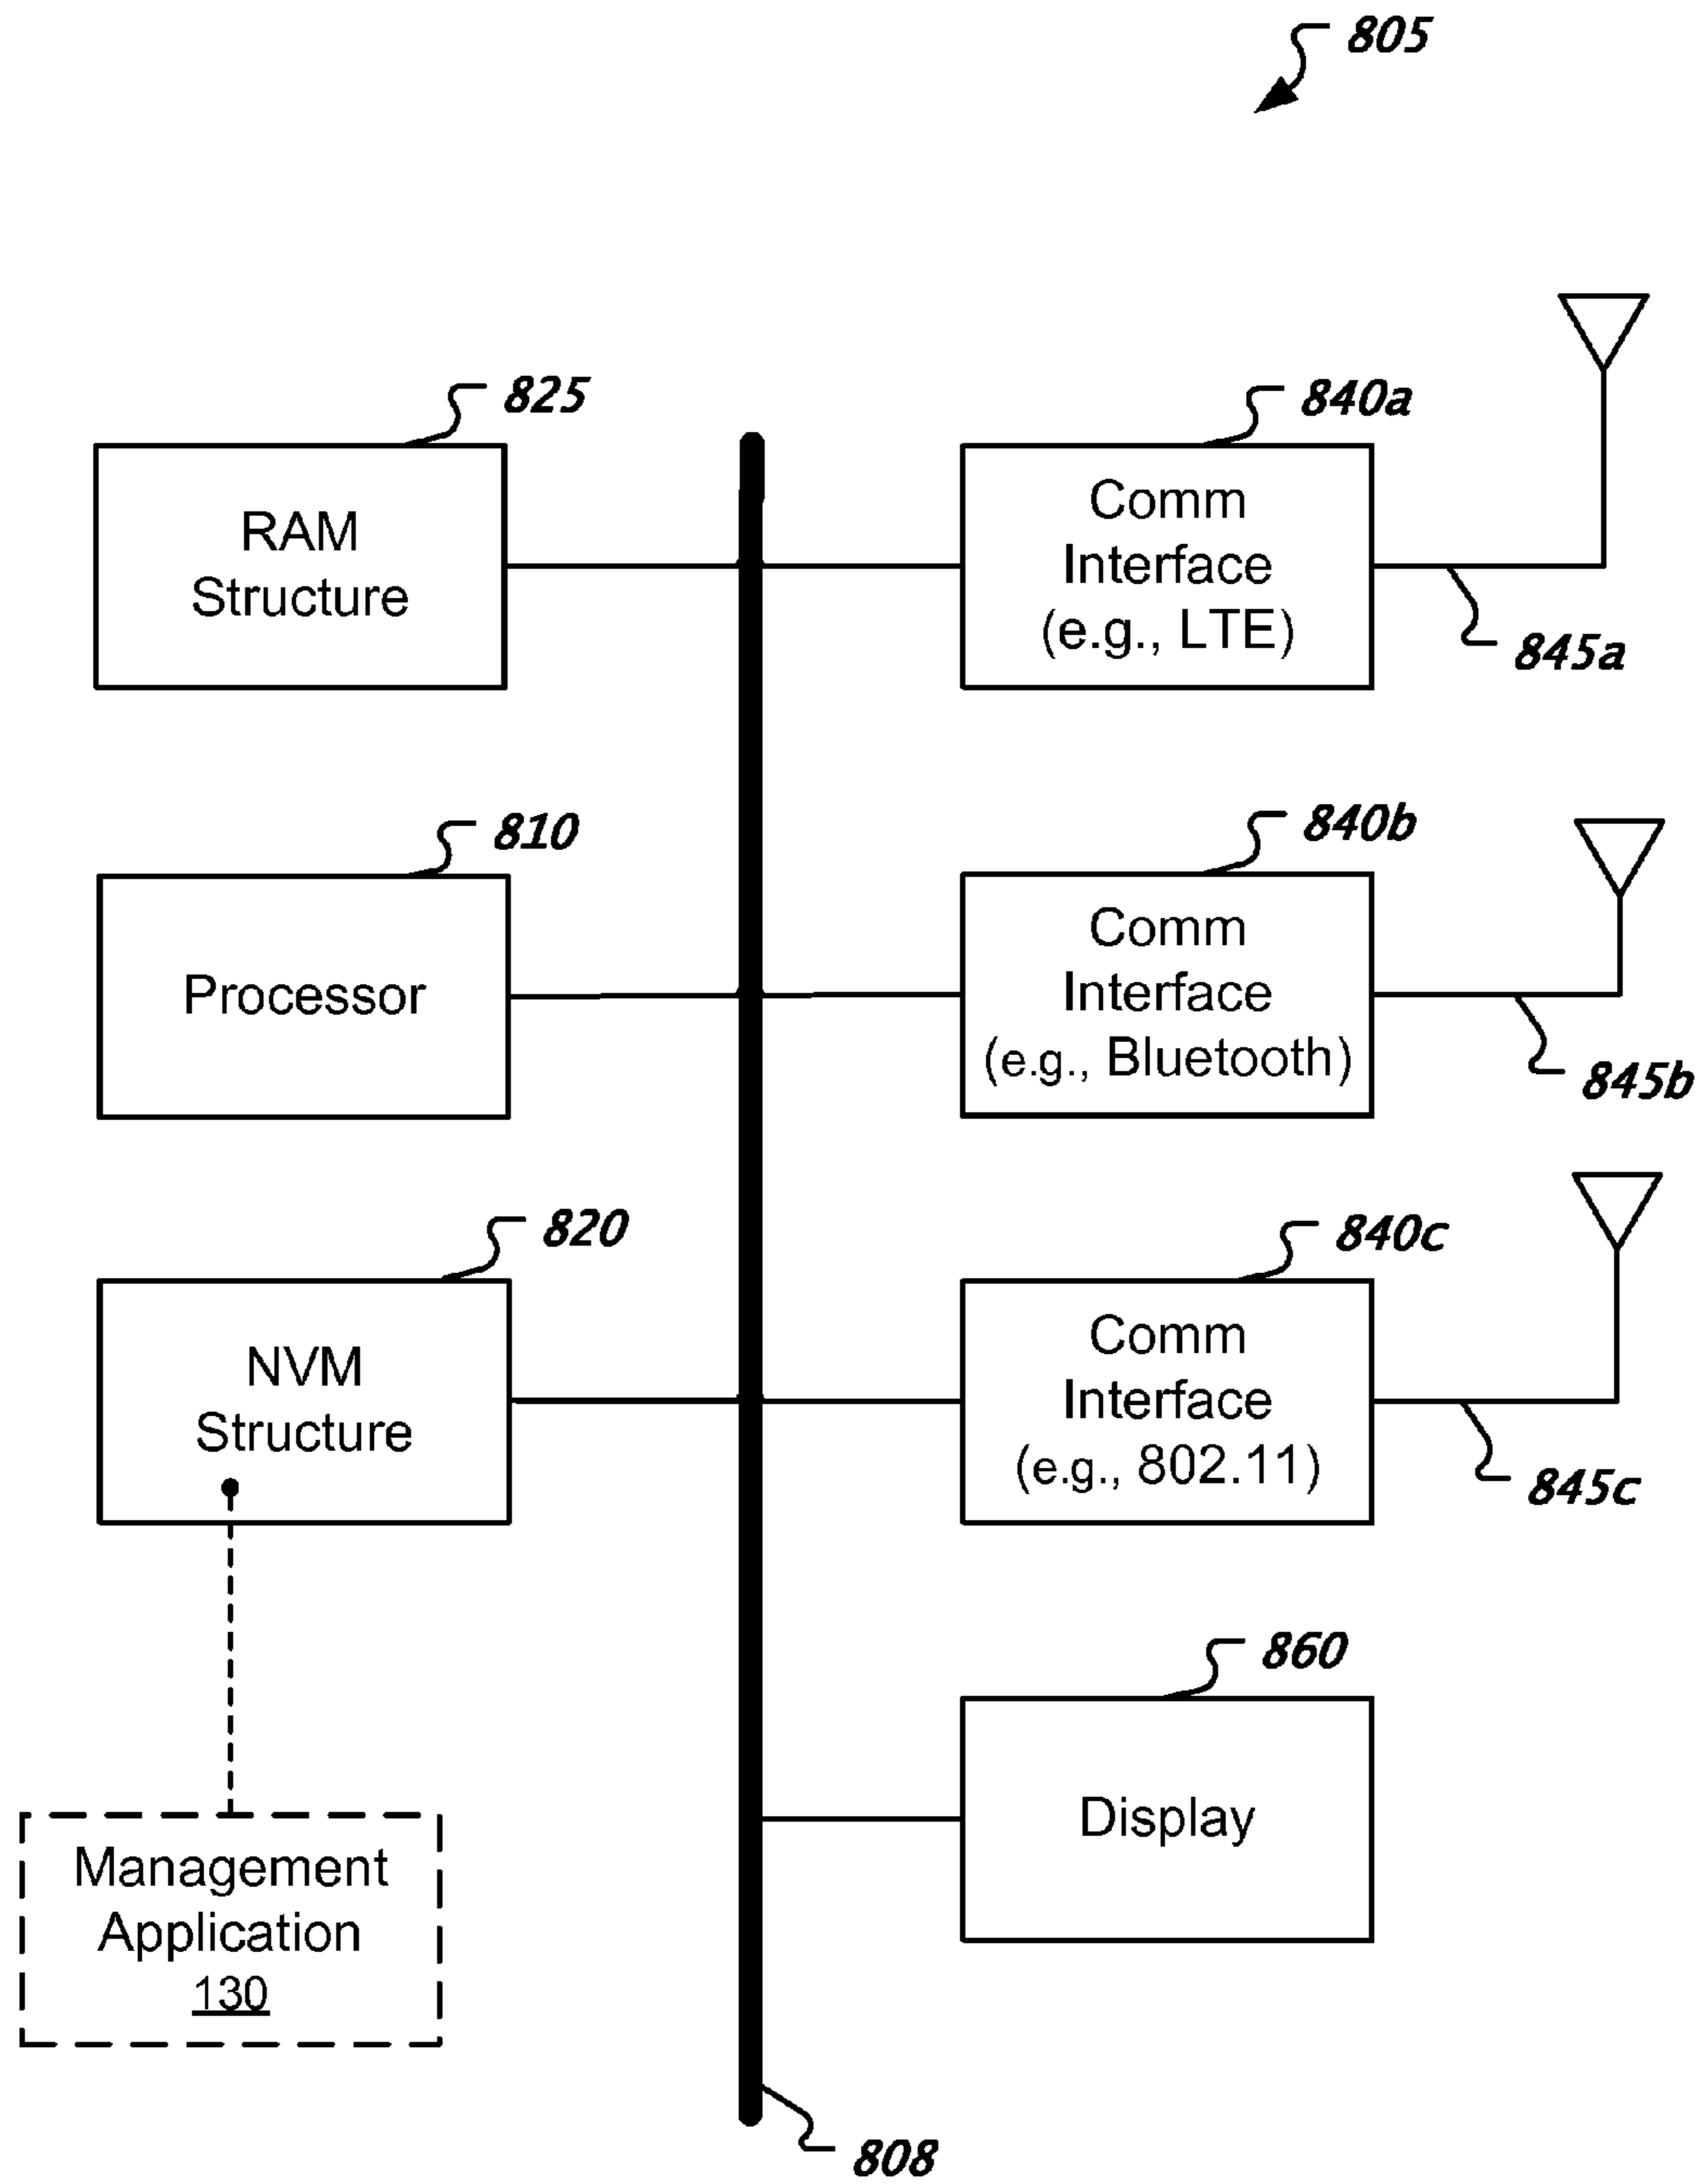 805
825
840a
RAM
Structure
Comm
Interface
(e.g., LTE)
845a
810
840b
Processor
Comm
Interface
(e.g., Bluetooth)
845b
820
840c
NVM
Structure
Comm
Interface
(e.g., 802.11)
845c
860
Display
Management
Application
130
808